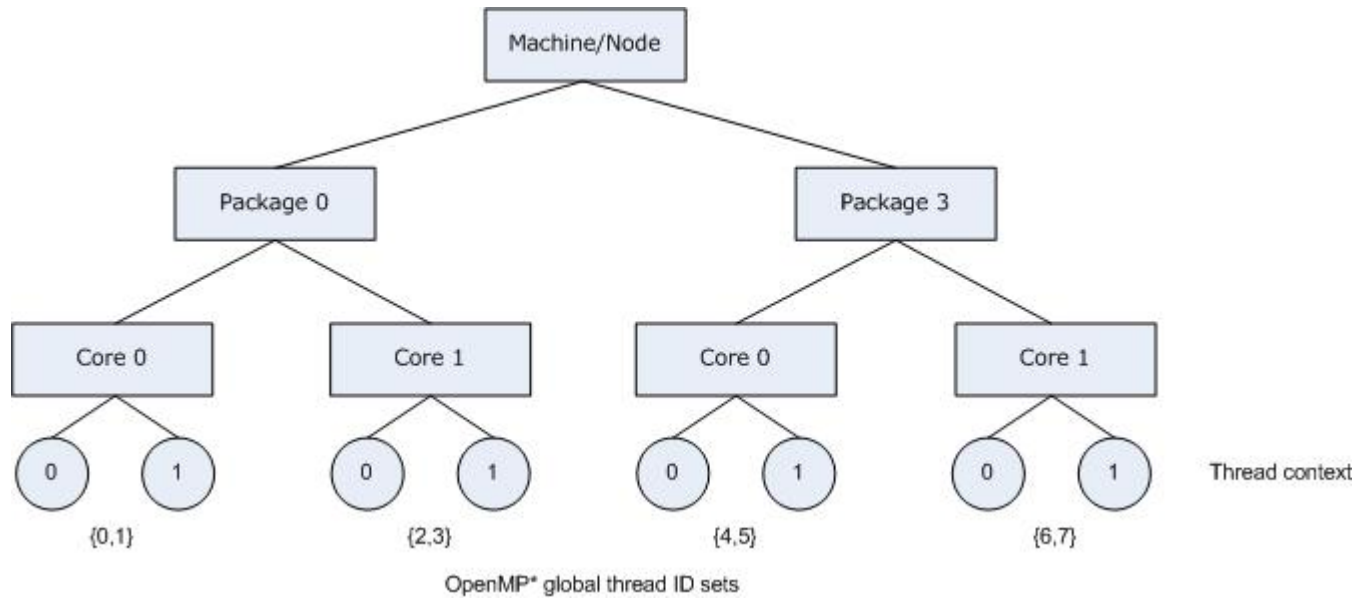 Machine/Node
Package 0
Package 3
Core 0
Core 1
Core 0
Core 1
0
1
0
1
0
1
0
1
Thread context
{0,1}
{2,3}
{4,5}
{6,7}
OpenMP* global thread ID sets